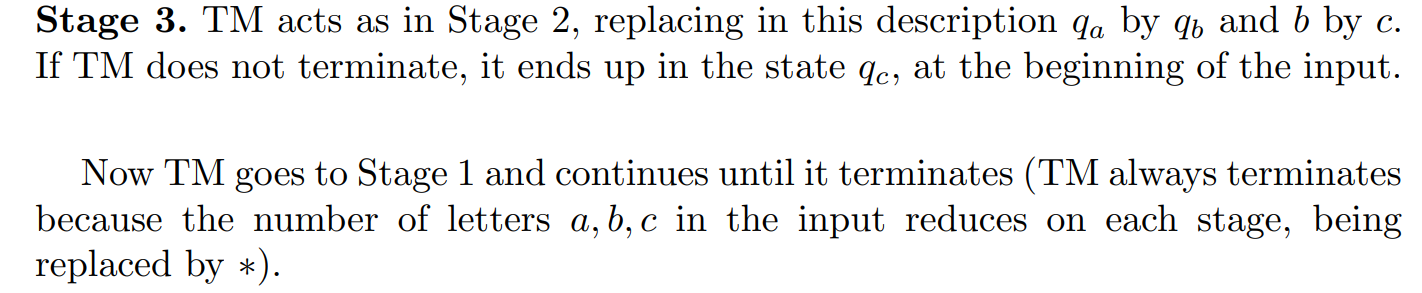 Stage 3. TM acts as in Stage 2, replacing in this description qₐ by q_b and b by c.
If TM does not terminate, it ends up in the state q_c, at the beginning of the input.
Now TM goes to Stage 1 and continues until it terminates (TM always terminates
because the number of letters a, b, c in the input reduces on each stage, being
replaced by *).